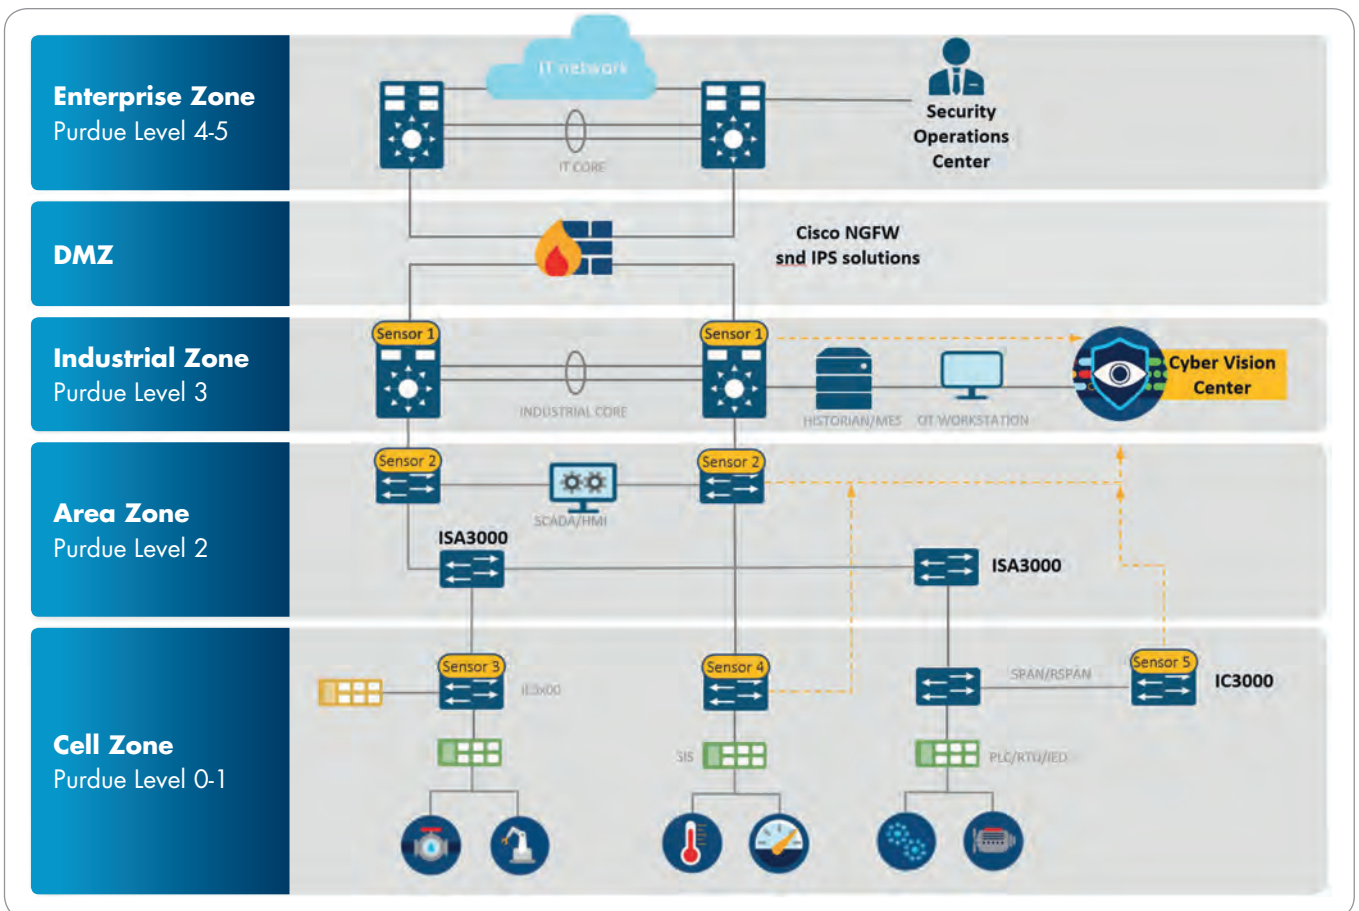 Enterprise Zone
Purdue Level 4-5
IT network
IT CORE
Security
Operations
Center
DMZ
Cisco NGFW
snd IPS solutions
Industrial Zone
Purdue Level 3
Sensor 1
Sensor 1
INDUSTRIAL CORE
HISTORIAN/MES
OT WORKSTATION
Cyber Vision
Center
Area Zone
Purdue Level 2
Sensor 2
Sensor 2
SCADA/HMI
ISA3000
ISA3000
Cell Zone
Purdue Level 0-1
Sensor 3
IE3x00
Sensor 4
SPAN/RSPAN
Sensor 5
IC3000
SIS
PLC/RTU/IED